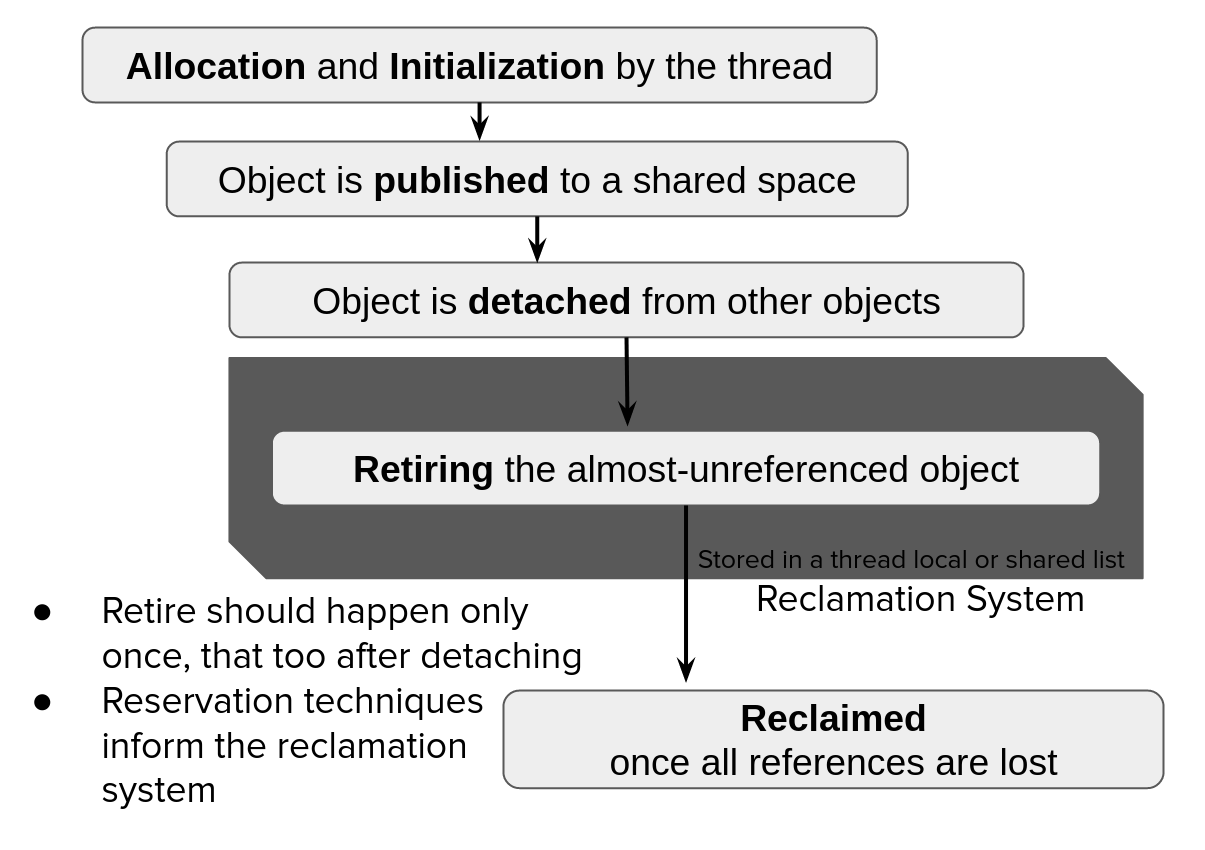 Allocation and Initialization by the thread
Object is published to a shared space
Object is detached from other objects
Retiring the almost-unreferenced object
Stored in a thread local or shared list
Reclamation System
● Retire should happen only
once, that too after detaching
● Reservation techniques
inform the reclamation
system
Reclaimed
once all references are lost